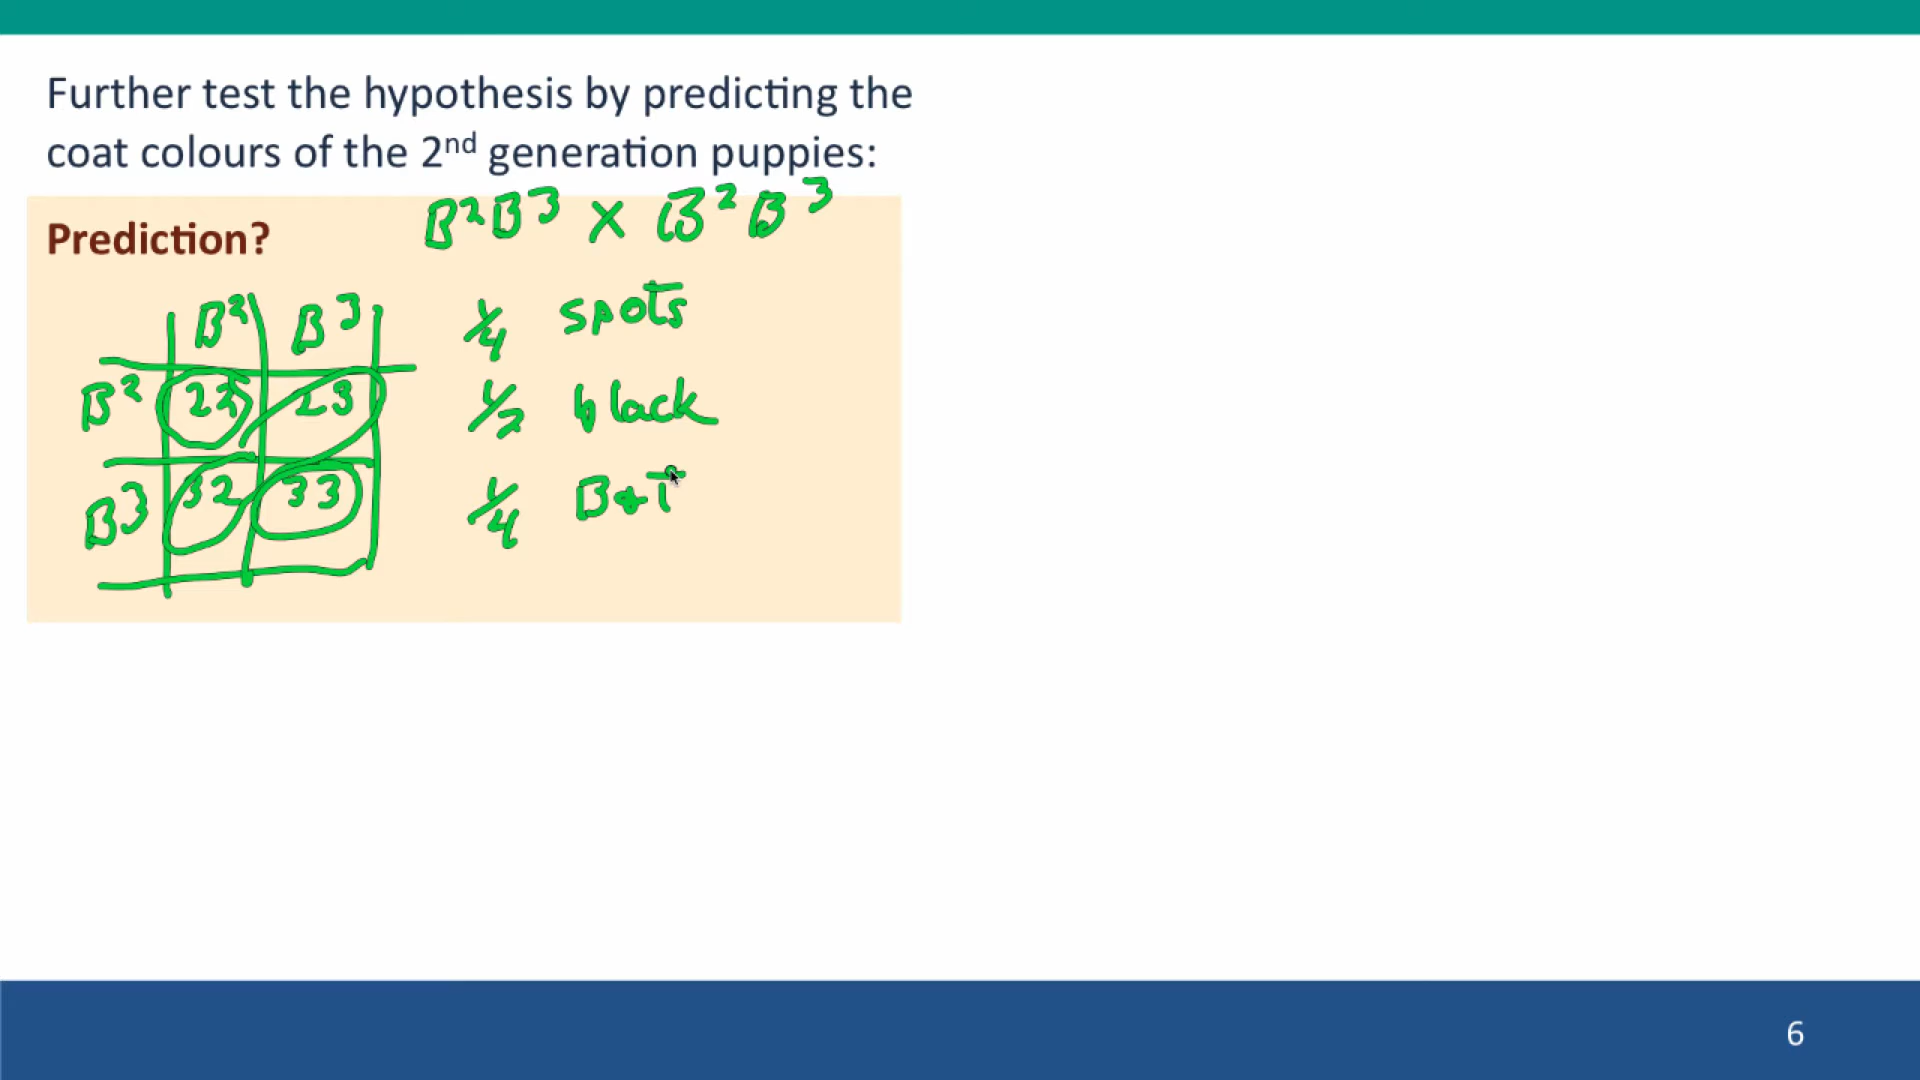 Further test the hypothesis by predicting the
coat colours of the 2nd generation puppies:
B²B³ X B²B³
Prediction?
B² B³
1/4 spots
B² 22 23
1/2 black
B³ 32 33
1/4 B&T
6